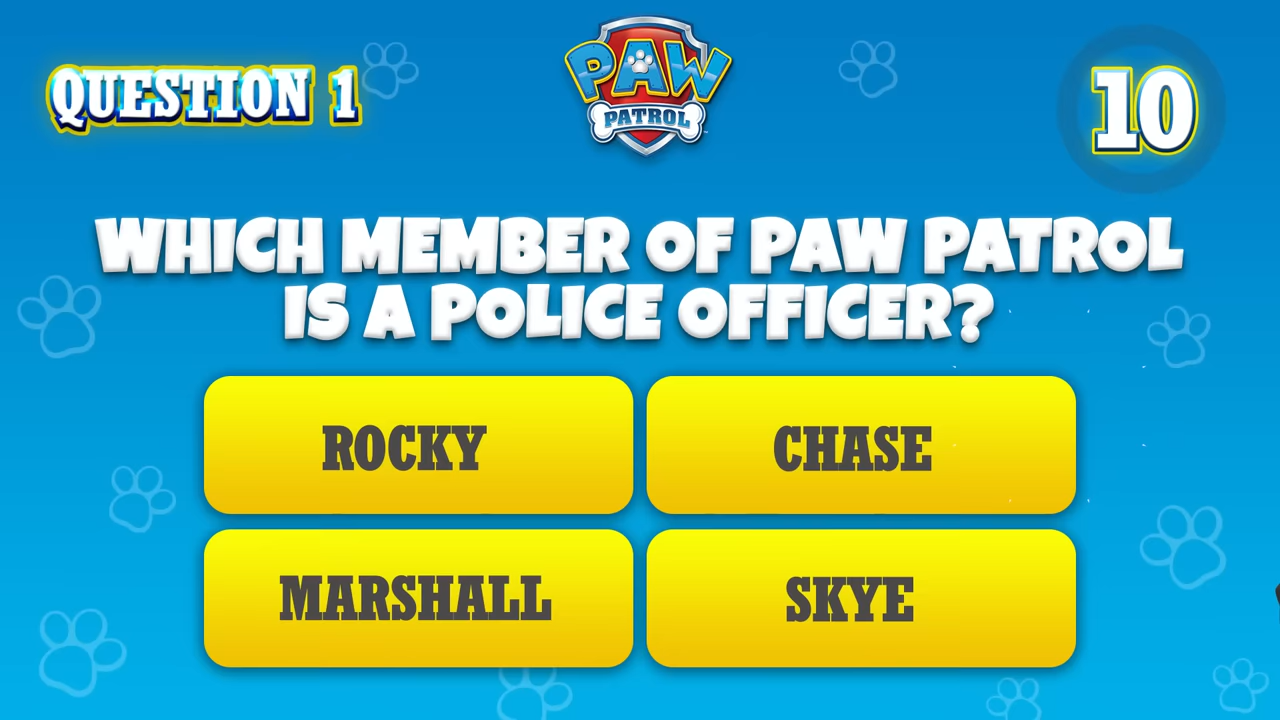 QUESTION 1
PAW
PATROL
10
WHICH MEMBER OF PAW PATROL
IS A POLICE OFFICER?
ROCKY
CHASE
MARSHALL
SKYE